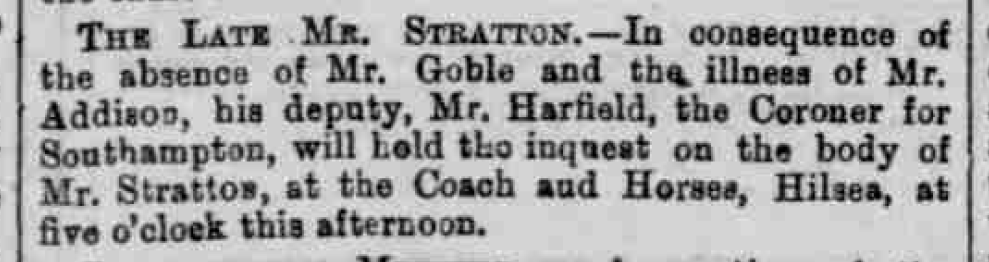 THE LATE MR. STRATTON.—In consequence of
the absence of Mr. Goble and the illness of Mr.
Addison, his deputy, Mr. Harfield, the Coroner for
Southampton, will hold the inquest on the body of
Mr. Stratton, at the Coach and Horses, Hilsea, at
five o'clock this afternoon.